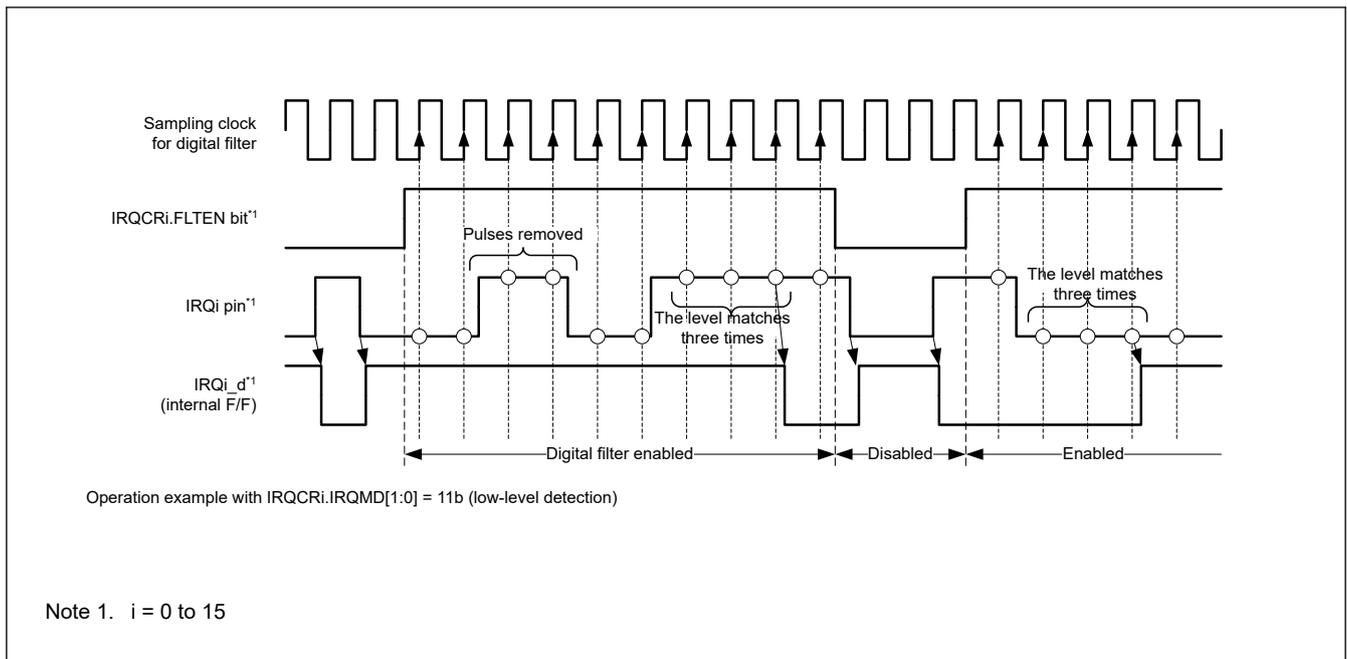 Sampling clock
for digital filter
IRQCRi.FLTEN bit*1
Pulses removed
IRQi pin*1
The level matches
three times
The level matches
three times
IRQi_d*1
(internal F/F)
Digital filter enabled
Disabled
Enabled
Operation example with IRQCRi.IRQMD[1:0] = 11b (low-level detection)
Note 1. i = 0 to 15